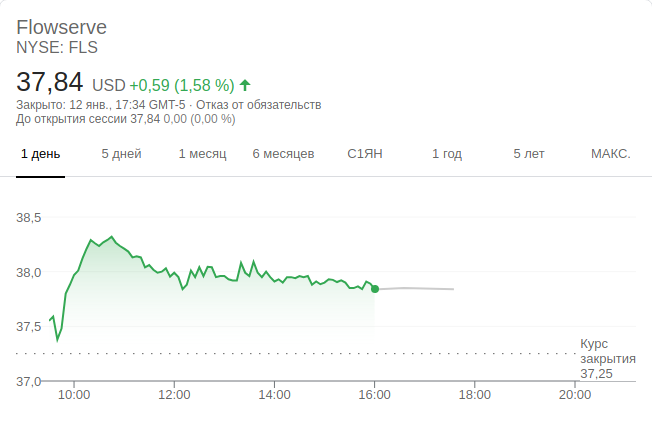 Flowserve
NYSE: FLS
37,84 USD +0,59 (1,58 %)
Закрыто: 12 янв., 17:34 GMT-5 · Отказ от обязательств
До открытия сессии 37,84 0,00 (0,00 %)
1 день 5 дней 1 месяц 6 месяцев С1ЯН 1 год 5 лет МАКС.
38,5
38,0
37,5
Курс
закрытия
37,25
37,0
10:00 12:00 14:00 16:00 18:00 20:00